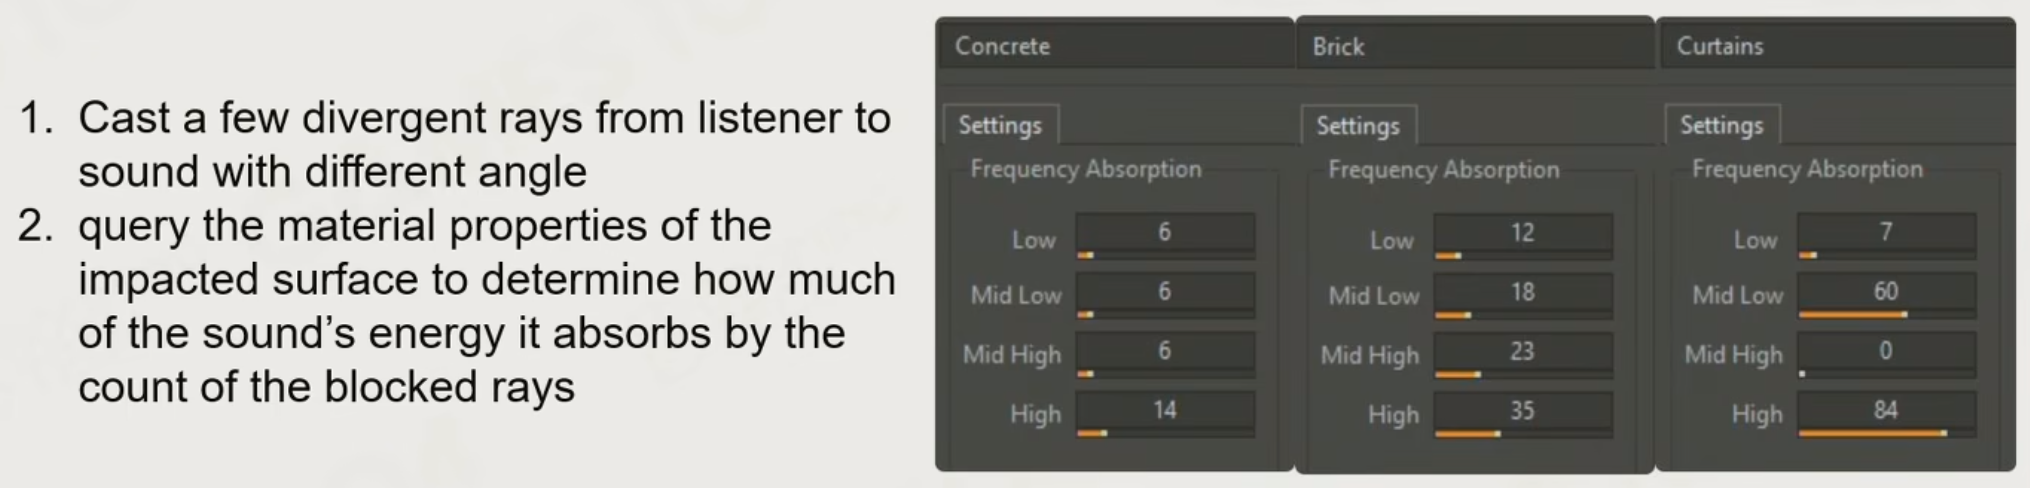 1. Cast a few divergent rays from listener to
sound with different angle
2. query the material properties of the
impacted surface to determine how much
of the sound’s energy it absorbs by the
count of the blocked rays
Concrete
Settings
Frequency Absorption
Low 6
Mid Low 6
Mid High 6
High 14
Brick
Settings
Frequency Absorption
Low 12
Mid Low 18
Mid High 23
High 35
Curtains
Settings
Frequency Absorption
Low 7
Mid Low 60
Mid High 0
High 84